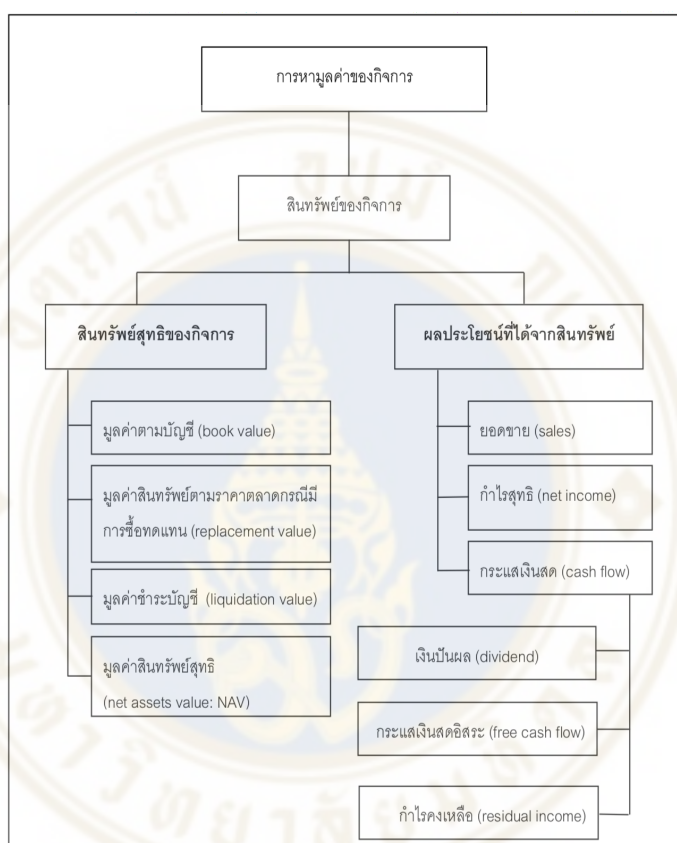 การหามูลค่าของกิจการ
สินทรัพย์ของกิจการ
สินทรัพย์สุทธิของกิจการ
มูลค่าตามบัญชี (book value)
มูลค่าสินทรัพย์ตามราคาตลาดกรณีมี
การซื้อทดแทน (replacement value)
มูลค่าชำระบัญชี (liquidation value)
มูลค่าสินทรัพย์สุทธิ
(net assets value: NAV)
ผลประโยชน์ที่ได้จากสินทรัพย์
ยอดขาย (sales)
กำไรสุทธิ (net income)
กระแสเงินสด (cash flow)
เงินปันผล (dividend)
กระแสเงินสดอิสระ (free cash flow)
กำไรคงเหลือ (residual income)